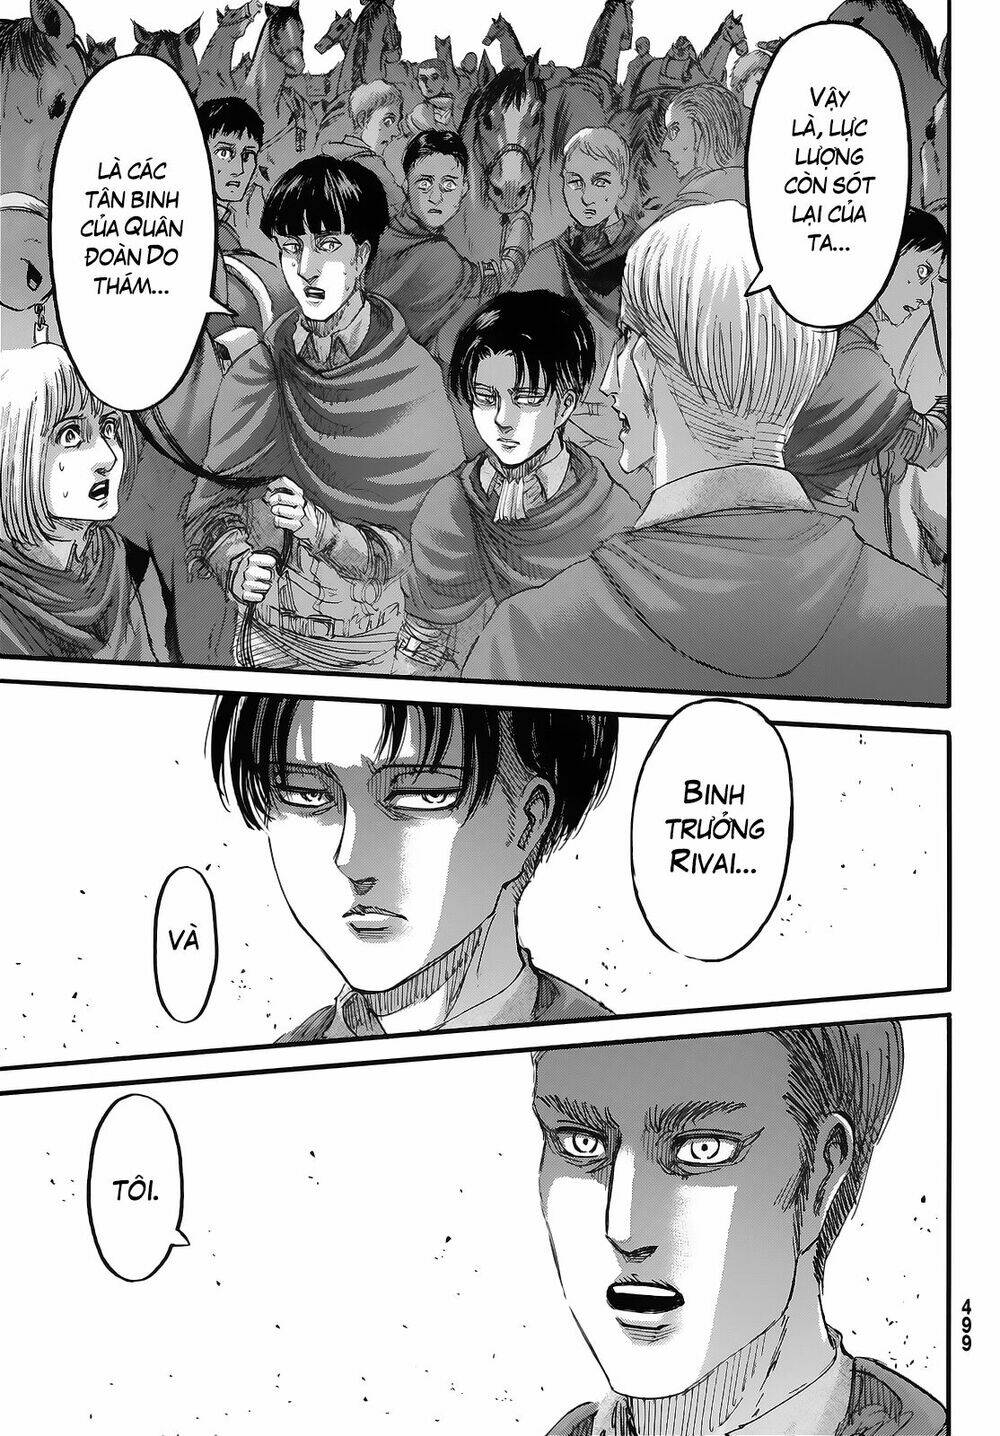 VẬY
LÀ, LỰC
LƯỢNG
CÒN SÓT
LẠI CỦA
TA...
LÀ CÁC
TÂN BINH
CỦA QUÂN
ĐOÀN DO
THÁM...
BINH
TRƯỞNG
RIVAI...
VÀ
TÔI.
499